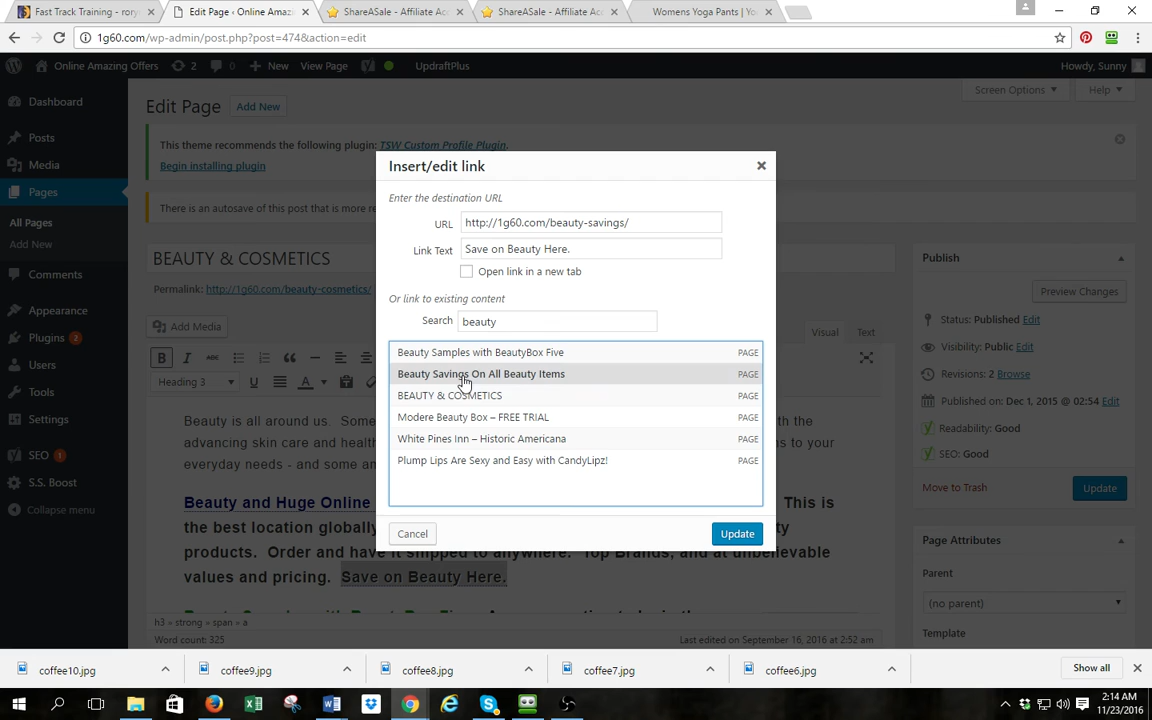 Fast Track Training - rory
Edit Page ‹ Online Amaz
ShareASale - Affiliate Acc
ShareASale - Affiliate Acc
Womens Yoga Pants | Yo
1g60.com/wp-admin/post.php?post=474&action=edit
Online Amazing Offers
2
0
New
View Page
UpdraftPlus
Howdy, Sunny
Dashboard
Posts
Media
Pages
All Pages
Add New
Comments
Appearance
Plugins 2
Users
Tools
Settings
SEO 1
S.S. Boost
Collapse menu
Edit Page
Add New
Screen Options
Help
This theme recommends the following plugin: TSW Custom Profile Plugin.
Begin installing plugin
There is an autosave of this post that is more re
BEAUTY & COSMETICS
Permalink: http://1g60.com/beauty-cosmetics/
Add Media
Visual
Text
B I ABC
Heading 3
U A
Beauty is all around us. Some
th the
advancing skin care and health
s to your
everyday needs - and some an
Beauty and Huge Online
This is
the best location globally
ty
products. Order and have it shipped to anywhere. Top Brands, and at unbelievable
values and pricing. Save on Beauty Here.
h3 » strong » span » a
Word count: 325
Last edited on September 16, 2016 at 2:52 am
Insert/edit link
Enter the destination URL
URL
http://1g60.com/beauty-savings/
Link Text
Save on Beauty Here.
Open link in a new tab
Or link to existing content
Search
beauty
Beauty Samples with BeautyBox Five PAGE
Beauty Savings On All Beauty Items PAGE
BEAUTY & COSMETICS PAGE
Modere Beauty Box – FREE TRIAL PAGE
White Pines Inn – Historic Americana PAGE
Plump Lips Are Sexy and Easy with CandyLipz! PAGE
Cancel
Update
Publish
Preview Changes
Status: Published Edit
Visibility: Public Edit
Revisions: 2 Browse
Published on: Dec 1, 2015 @ 02:54 Edit
Readability: Good
SEO: Good
Move to Trash
Update
Page Attributes
Parent
(no parent)
Template
coffee10.jpg
coffee9.jpg
coffee8.jpg
coffee7.jpg
coffee6.jpg
Show all
2:14 AM
11/23/2016